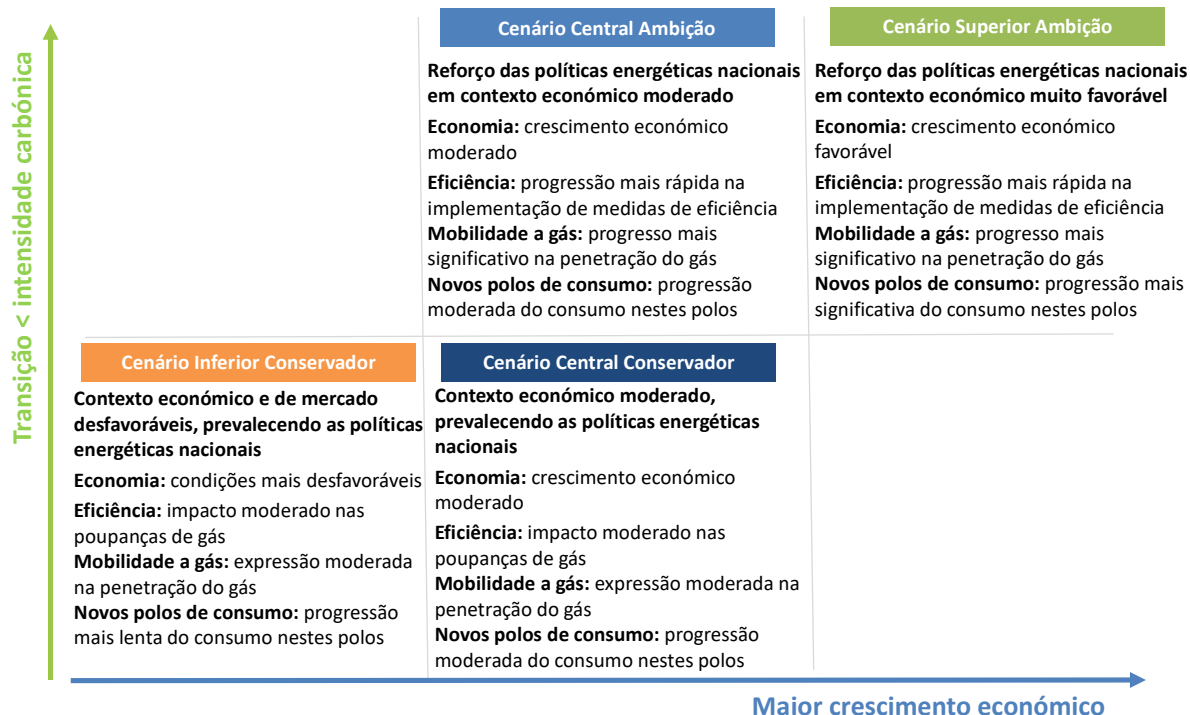 Transição < intensidade carbónica
Cenário Central Ambição
Reforço das políticas energéticas nacionais
em contexto económico moderado
Economia: crescimento económico
moderado
Eficiência: progressão mais rápida na
implementação de medidas de eficiência
Mobilidade a gás: progresso mais
significativo na penetração do gás
Novos polos de consumo: progressão
moderada do consumo nestes polos
Cenário Superior Ambição
Reforço das políticas energéticas nacionais
em contexto económico muito favorável
Economia: crescimento económico
favorável
Eficiência: progressão mais rápida na
implementação de medidas de eficiência
Mobilidade a gás: progresso mais
significativo na penetração do gás
Novos polos de consumo: progressão mais
significativa do consumo nestes polos
Cenário Inferior Conservador
Contexto económico e de mercado
desfavoráveis, prevalecendo as políticas
energéticas nacionais
Economia: condições mais desfavoráveis
Eficiência: impacto moderado nas
poupanças de gás
Mobilidade a gás: expressão moderada
na penetração do gás
Novos polos de consumo: progressão
mais lenta do consumo nestes polos
Cenário Central Conservador
Contexto económico moderado,
prevalecendo as políticas energéticas
nacionais
Economia: crescimento económico
moderado
Eficiência: impacto moderado nas
poupanças de gás
Mobilidade a gás: expressão moderada na
penetração do gás
Novos polos de consumo: progressão
moderada do consumo nestes polos
Maior crescimento económico